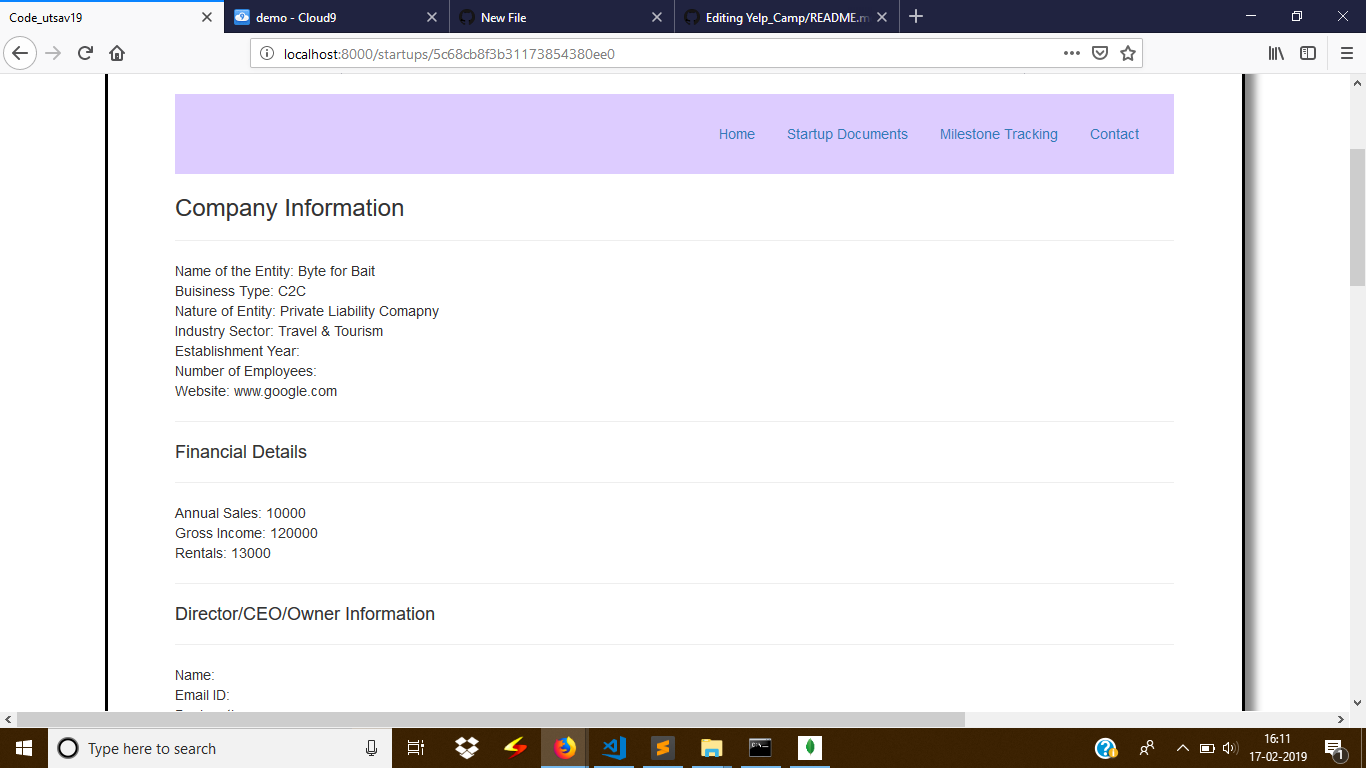 Code_utsav19
demo - Cloud9
New File
Editing Yelp_Camp/README.m
localhost:8000/startups/5c68cb8f3b31173854380ee0
Home Startup Documents Milestone Tracking Contact
Company Information
Name of the Entity: Byte for Bait
Buisiness Type: C2C
Nature of Entity: Private Liability Comapny
Industry Sector: Travel & Tourism
Establishment Year:
Number of Employees:
Website: www.google.com
Financial Details
Annual Sales: 10000
Gross Income: 120000
Rentals: 13000
Director/CEO/Owner Information
Name:
Email ID:
Type here to search
16:11
17-02-2019
1